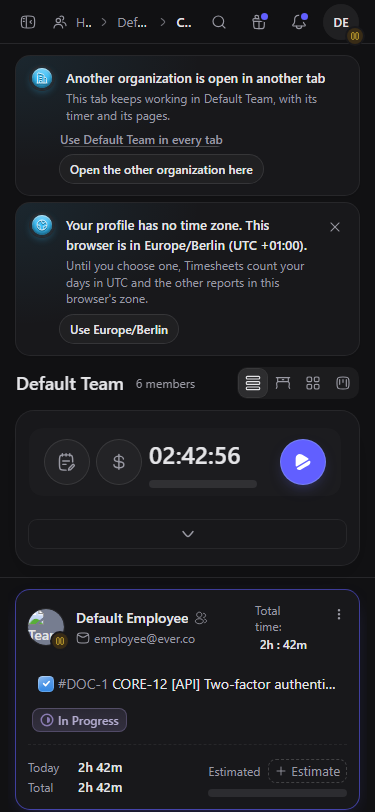 H.. > Def... > C..
DE
Another organization is open in another tab
This tab keeps working in Default Team, with its
timer and its pages.
Use Default Team in every tab
Open the other organization here
Your profile has no time zone. This
browser is in Europe/Berlin (UTC +01:00).
Until you choose one, Timesheets count your
days in UTC and the other reports in this
browser's zone.
Use Europe/Berlin
Default Team 6 members
02:42:56
Default Employee
employee@ever.co
Total
time:
2h : 42m
#DOC-1 CORE-12 [API] Two-factor authenti...
In Progress
Today 2h 42m
Total 2h 42m
Estimated + Estimate